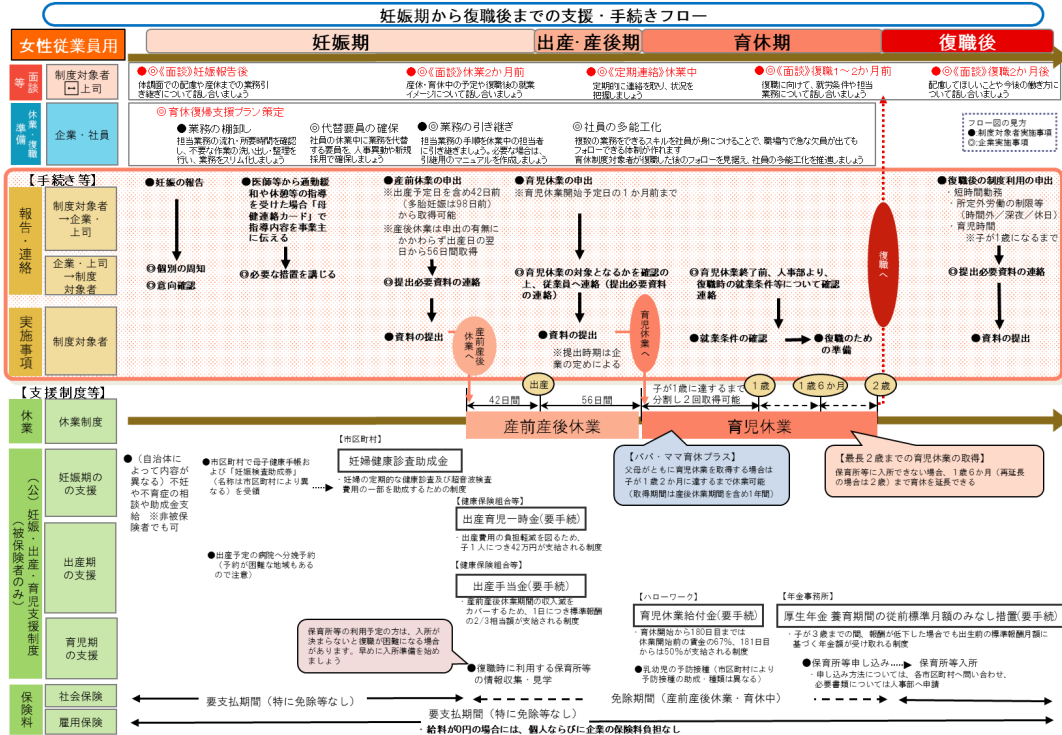 妊娠期から復職後までの支援・手続きフロー
女性従業員用
妊娠期
出産・産後期
育休期
復職後
面談等
制度対象者
↔上司
●◎《面談》妊娠報告後
体調面での配慮や産休までの業務引
き継ぎについて話し合いましょう
●◎《面談》休業2か月前
産休・育休中の予定や復職後の就業
イメージについて話し合いましょう
●◎《定期連絡》休業中
定期的に連絡を取り、状況を
把握しましょう
●◎《面談》復職1～2か月前
復職に向けて、就労条件や担当
業務について話し合いましょう
●◎《面談》復職2か月後
配慮してほしいことや今後の働き方に
ついて話し合いましょう
休業・復職準備
企業・社員
◎育休復帰支援プラン策定
●業務の棚卸し
担当業務の流れ・所要時間を確認
し、不要な作業の洗い出し・整理を
行い、業務をスリム化しましょう
◎代替要員の確保
社員の休業中に業務を代替
する要員を、人事異動や新規
採用で確保しましょう
●◎業務の引き継ぎ
担当業務の手順を休業中の担当者
に引き継ぎましょう。必要な場合は、
引継用のマニュアルを作成しましょう
◎社員の多能工化
複数の業務をできるスキルを社員が身につけることで、職場内で急な欠員が出ても
フォローできる体制が作れます
育休制度対象者が復職した後のフォローを見据え、社員の多能工化を推進しましょう
フロー図の見方
●:制度対象者実施事項
◎:企業実施事項
【手続き等】
報告・連絡
制度対象者
→企業・
上司
企業・上司
→制度
対象者
実施事項
制度対象者
●妊娠の報告
◎個別の周知
◎意向確認
●医師等から通勤緩
和や休憩等の指導
を受けた場合「母
健連絡カード」で
指導内容を事業主
に伝える
◎必要な措置を講じる
●産前休業の申出
※出産予定日を含め42日前
（多胎妊娠は98日前）
から取得可能
※産後休業は申出の有無に
かかわらず出産日の翌
日から56日間取得
◎提出必要資料の連絡
●資料の提出
産前産後休業へ
●育児休業の申出
※育児休業開始予定日の1か月前まで
◎育児休業の対象となるかを確認の
上、従業員へ連絡（提出必要資料
の連絡）
●資料の提出
※提出時期は企
業の定めによる
育児休業へ
◎育児休業終了前、人事部より、
復職時の就業条件等について確認
連絡
●就業条件の確認
●復職のため
の準備
復職へ
●復職後の制度利用の申出
・短時間勤務
・所定外労働の制限等
（時間外／深夜／休日）
・育児時間
※子が1歳になるまで
◎提出必要資料の連絡
●資料の提出
【支援制度等】
休業
休業制度
出産
42日間
56日間
子が1歳に達するまで
分割し2回取得可能
1歳
1歳6か月
2歳
産前産後休業
育児休業
（公）妊娠・出産・育児支援制度
（被保険者のみ）
妊娠期の
の支援
出産期
の支援
育児期
の支援
●（自治体に
よって内容が
異なる）不妊
や不育症の相
談や助成金支
給 ※非被保
険者でも可
●市区町村で母子健康手帳お
よび「妊娠検査助成券」
（名称は市区町村により異
なる）を受領
●出産予定の病院へ分娩予約
（予約が困難な地域もある
ので注意）
【市区町村】
妊婦健康診査助成金
・妊婦の定期的な健康診査及び超音波検査
費用の一部を助成するための制度
【健康保険組合等】
出産育児一時金(要手続)
・出産費用の負担軽減を図るため、
子1人につき42万円が支給される制度
【健康保険組合等】
出産手当金(要手続)
・産前産後休業期間の収入減を
カバーするため、1日につき標準報酬
の2/3相当額が支給される制度
【パパ・ママ育休プラス】
父母がともに育児休業を取得する場合は
子が1歳2か月に達するまで休業可能
（取得期間は産後休業期間を含め1年間）
【最長2歳までの育児休業の取得】
保育所等に入所できない場合、1歳6か月（再延長
の場合は2歳）まで育休を延長できる
【ハローワーク】
育児休業給付金(要手続)
・育休開始から180日目までは
休業開始前の賃金の67%、181日目
からは50%が支給される制度
【年金事務所】
厚生年金 養育期間の従前標準月額のみなし措置(要手続)
・子が3歳までの間、報酬が低下した場合でも出生前の標準報酬月額に
基づく年金額が受け取れる制度
保育所等の利用予定の方は、入所が
決まらないと復職が困難になる場合
があります。早めに入所準備を始め
ましょう
●復職時に利用する保育所等
の情報収集・見学
●乳幼児の予防接種（市区町村により
予防接種の助成・種類は異なる）
●保育所等申し込み
保育所等入所
・申し込み方法については、各市区町村へ問い合わせ、
必要書類については人事部へ申請
保険料
社会保険
要支払期間（特に免除等なし）
免除期間（産前産後休業・育休中）
雇用保険
要支払期間（特に免除等なし）
・給料が0円の場合には、個人ならびに企業の保険料負担なし